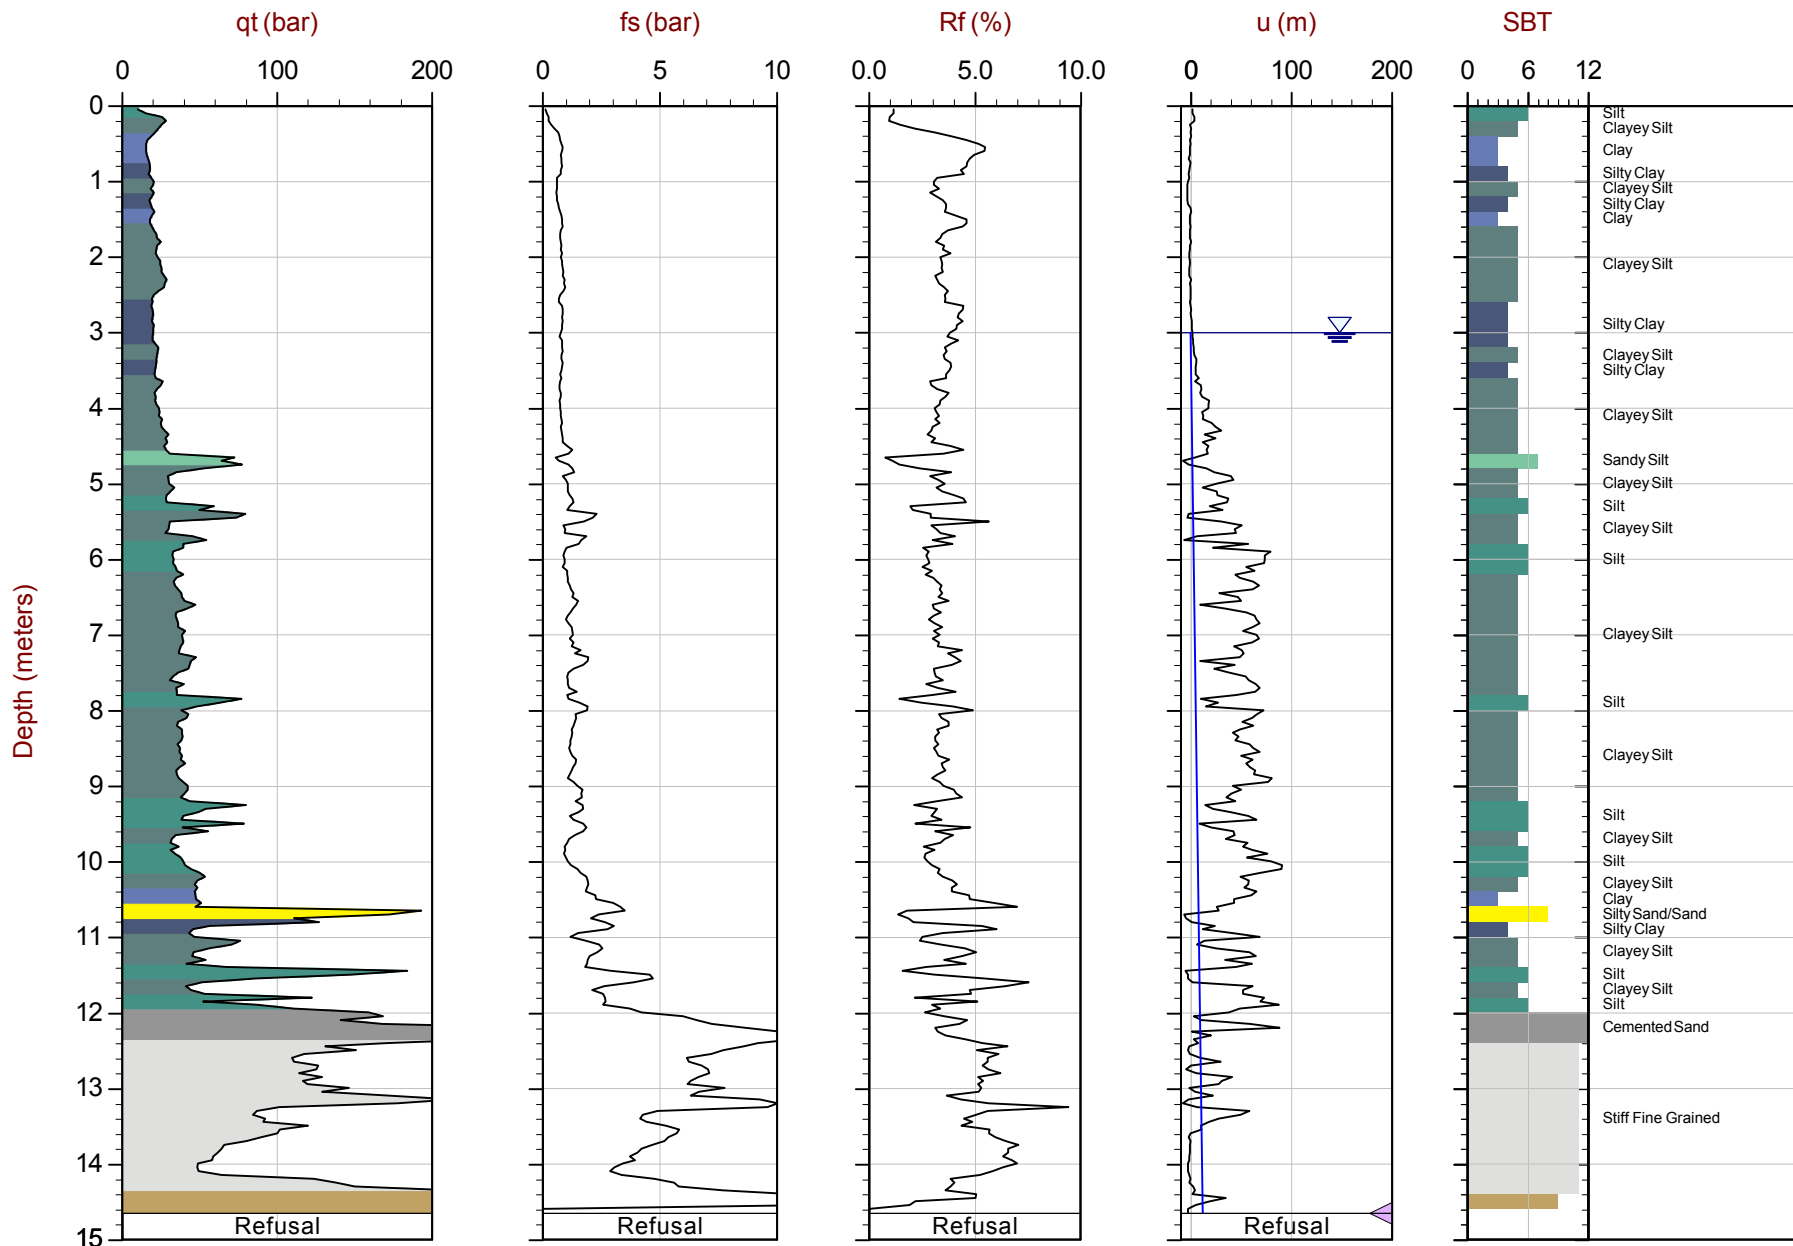 qt (bar) fs (bar) Rf (%) u (m) SBT
0 100 200 0 5 10 0.0 5.0 10.0 0 100 200 0 6 12
Depth (meters)
0
1
2
3
4
5
6
7
8
9
10
11
12
13
14
15
Silt
Clayey Silt
Clay
Silty Clay
Clayey Silt
Silty Clay
Clay
Clayey Silt
Silty Clay
Clayey Silt
Silty Clay
Clayey Silt
Sandy Silt
Clayey Silt
Silt
Clayey Silt
Silt
Clayey Silt
Silt
Clayey Silt
Silt
Clayey Silt
Silt
Clayey Silt
Clay
Silty Sand/Sand
Silty Clay
Clayey Silt
Silt
Clayey Silt
Silt
Cemented Sand
Stiff Fine Grained
Refusal Refusal Refusal Refusal